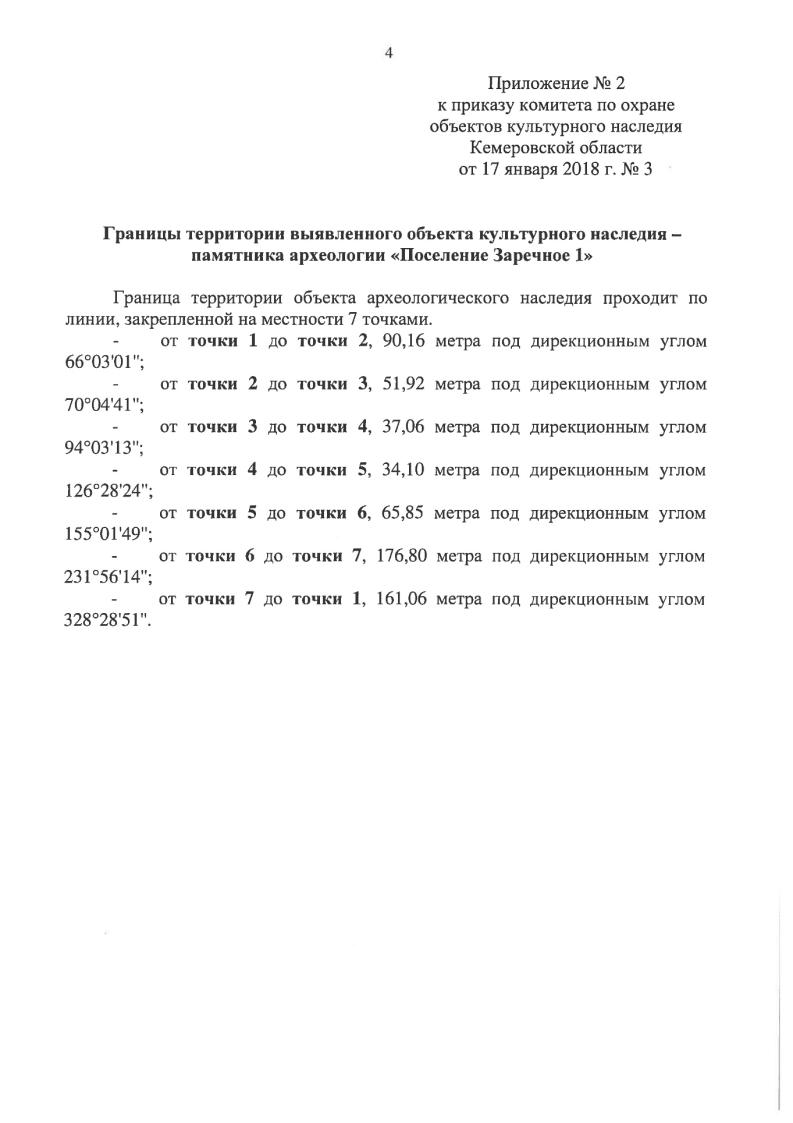 4
Приложение № 2
к приказу комитета по охране
объектов культурного наследия
Кемеровской области
от 17 января 2018 г. № 3
Границы территории выявленного объекта культурного наследия –
памятника археологии «Поселение Заречное 1»
Граница территории объекта археологического наследия проходит по
линии, закрепленной на местности 7 точками.
- от точки 1 до точки 2, 90,16 метра под дирекционным углом
66°03'01";
- от точки 2 до точки 3, 51,92 метра под дирекционным углом
70°04'41";
- от точки 3 до точки 4, 37,06 метра под дирекционным углом
94°03'13";
- от точки 4 до точки 5, 34,10 метра под дирекционным углом
126°28'24";
- от точки 5 до точки 6, 65,85 метра под дирекционным углом
155°01'49";
- от точки 6 до точки 7, 176,80 метра под дирекционным углом
231°56'14";
- от точки 7 до точки 1, 161,06 метра под дирекционным углом
328°28'51".